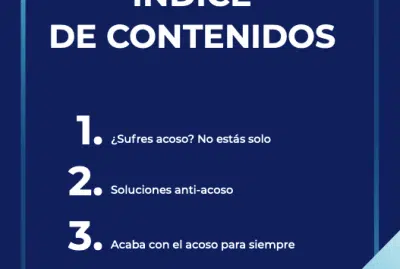 ÍNDICE
DE CONTENIDOS
1. ¿Sufres acoso? No estás solo
2. Soluciones anti-acoso
3. Acaba con el acoso para siempre